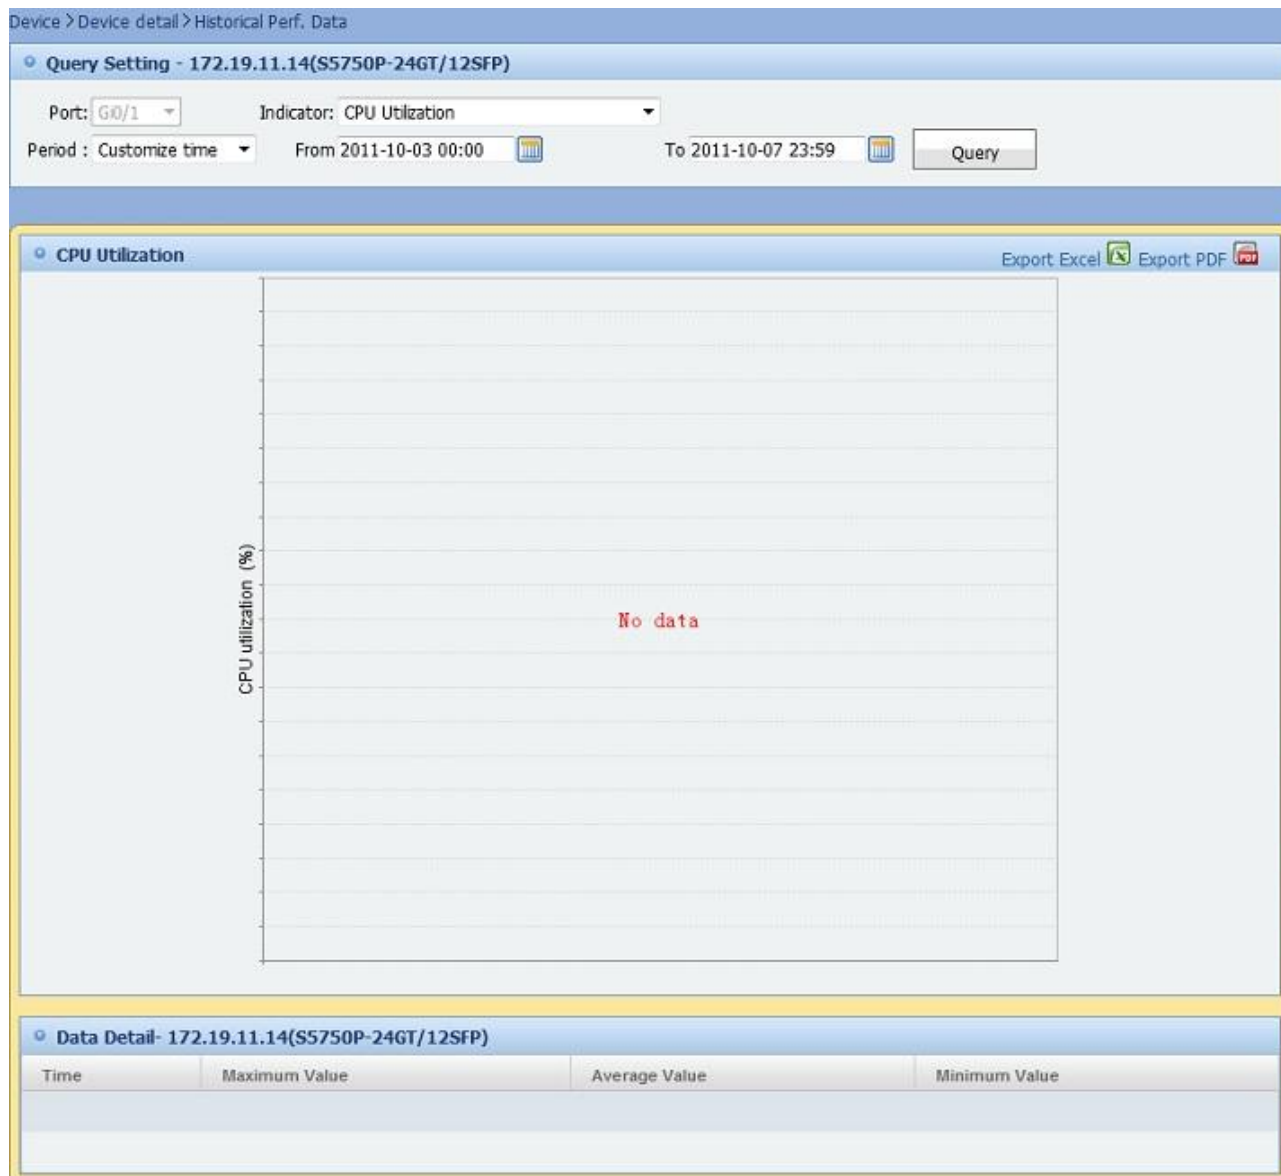 Device > Device detail > Historical Perf. Data
Query Setting - 172.19.11.14(S5750P-24GT/12SFP)
Port: Gi0/1 Indicator: CPU Utilization
Period : Customize time From 2011-10-03 00:00 To 2011-10-07 23:59 Query
CPU Utilization Export Excel Export PDF
CPU utilization (%)
No data
Data Detail- 172.19.11.14(S5750P-24GT/12SFP)
Time Maximum Value Average Value Minimum Value